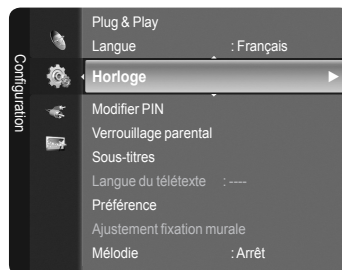 Configuration
Plug & Play
Langue : Français
Horloge
Modifier PIN
Verrouillage parental
Sous-titres
Langue du télétexte : ----
Préférence
Ajustement fixation murale
Mélodie : Arrêt